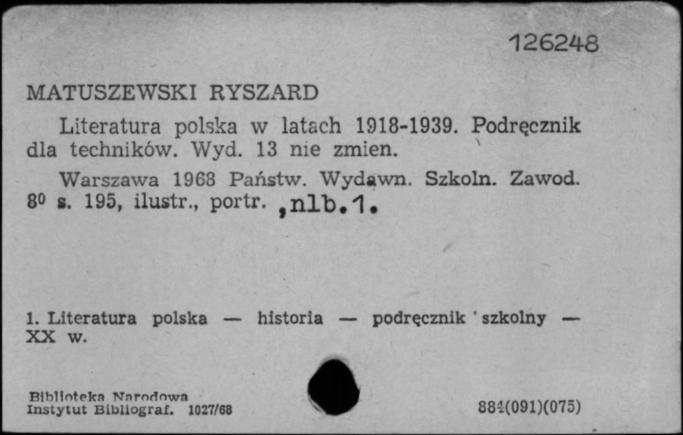 126248
MATUSZEWSKI RYSZARD
Literatura polska w latach 1918-1939. Podręcznik
dla techników. Wyd. 13 nie zmien.
Warszawa 1968 Państw. Wydawn. Szkoln. Zawod.
8⁰ s. 195, ilustr., portr. ,nlb.1.
1. Literatura polska — historia — podręcznik szkolny —
XX w.
Biblioteka Narodowa
Instytut Bibliograf. 1027/68
884(091)(075)